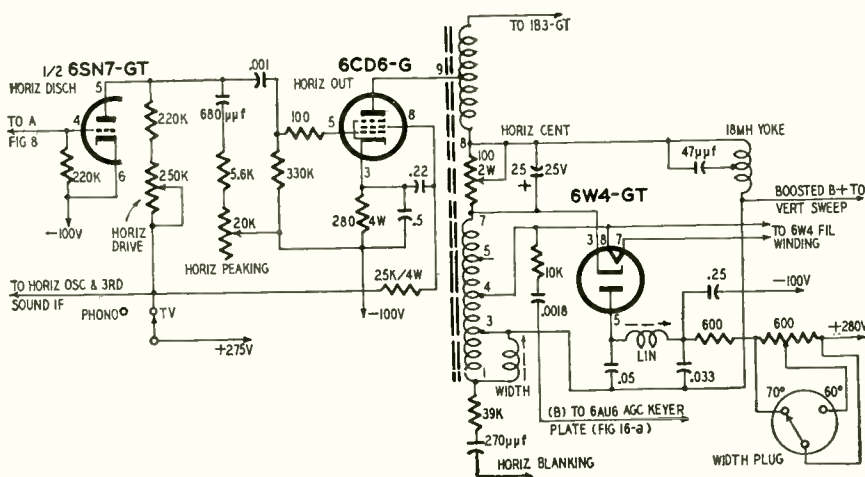 TO 1B3-GT
1/2 6SN7-GT
HORIZ DISCH
5
4
6
TO A
FIG 8
220K
-100V
220K
250K
HORIZ
DRIVE
.001
680μμf
5.6K
20K
HORIZ PEAKING
330K
100
6CD6-G
HORIZ OUT
5
8
3
.22
.5
280
4W
-100V
25K/4W
TO HORIZ OSC & 3RD
SOUND IF
PHONO
TV
+275V
9
8
HORIZ CENT
100
2W
25
25V
+
7
5
4
3
1
WIDTH
39K
270μμf
HORIZ BLANKING
18MH YOKE
47μμf
6W4-GT
3
8
7
5
BOOSTED B+ TO
VERT SWEEP
TO 6W4 FIL
WINDING
10K
.0018
.25
-100V
LIN
.05
.033
600
600
+280V
(B) TO 6AU6 AGC KEYER
PLATE (FIG 16-a)
70°
60°
WIDTH PLUG